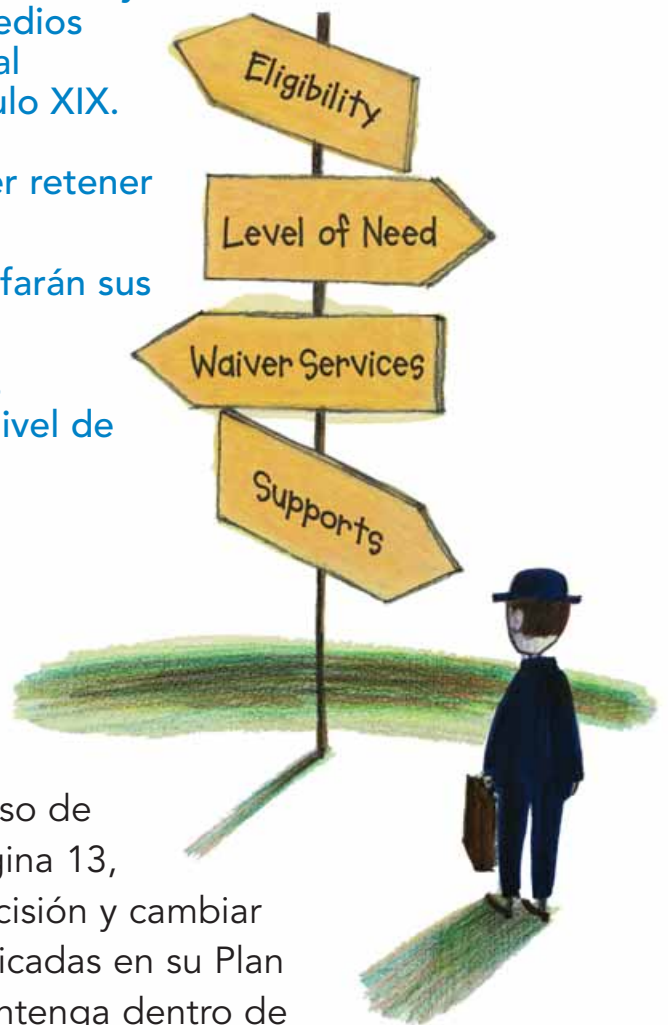 edios
al
ulo XIX.
er retener
farán sus
ivel de
Eligibility
Level of Need
Waiver Services
Supports
so de
gina 13,
cisión y cambiar
icadas en su Plan
ntenga dentro de